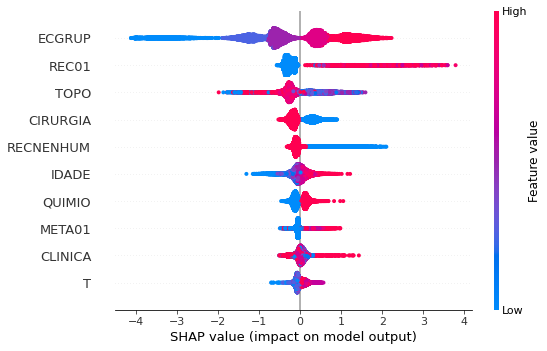 High
ECGRUP
REC01
TOPO
CIRURGIA
RECNENHUM
IDADE
QUIMIO
META01
CLINICA
T
Feature value
Low
−4 −3 −2 −1 0 1 2 3 4
SHAP value (impact on model output)